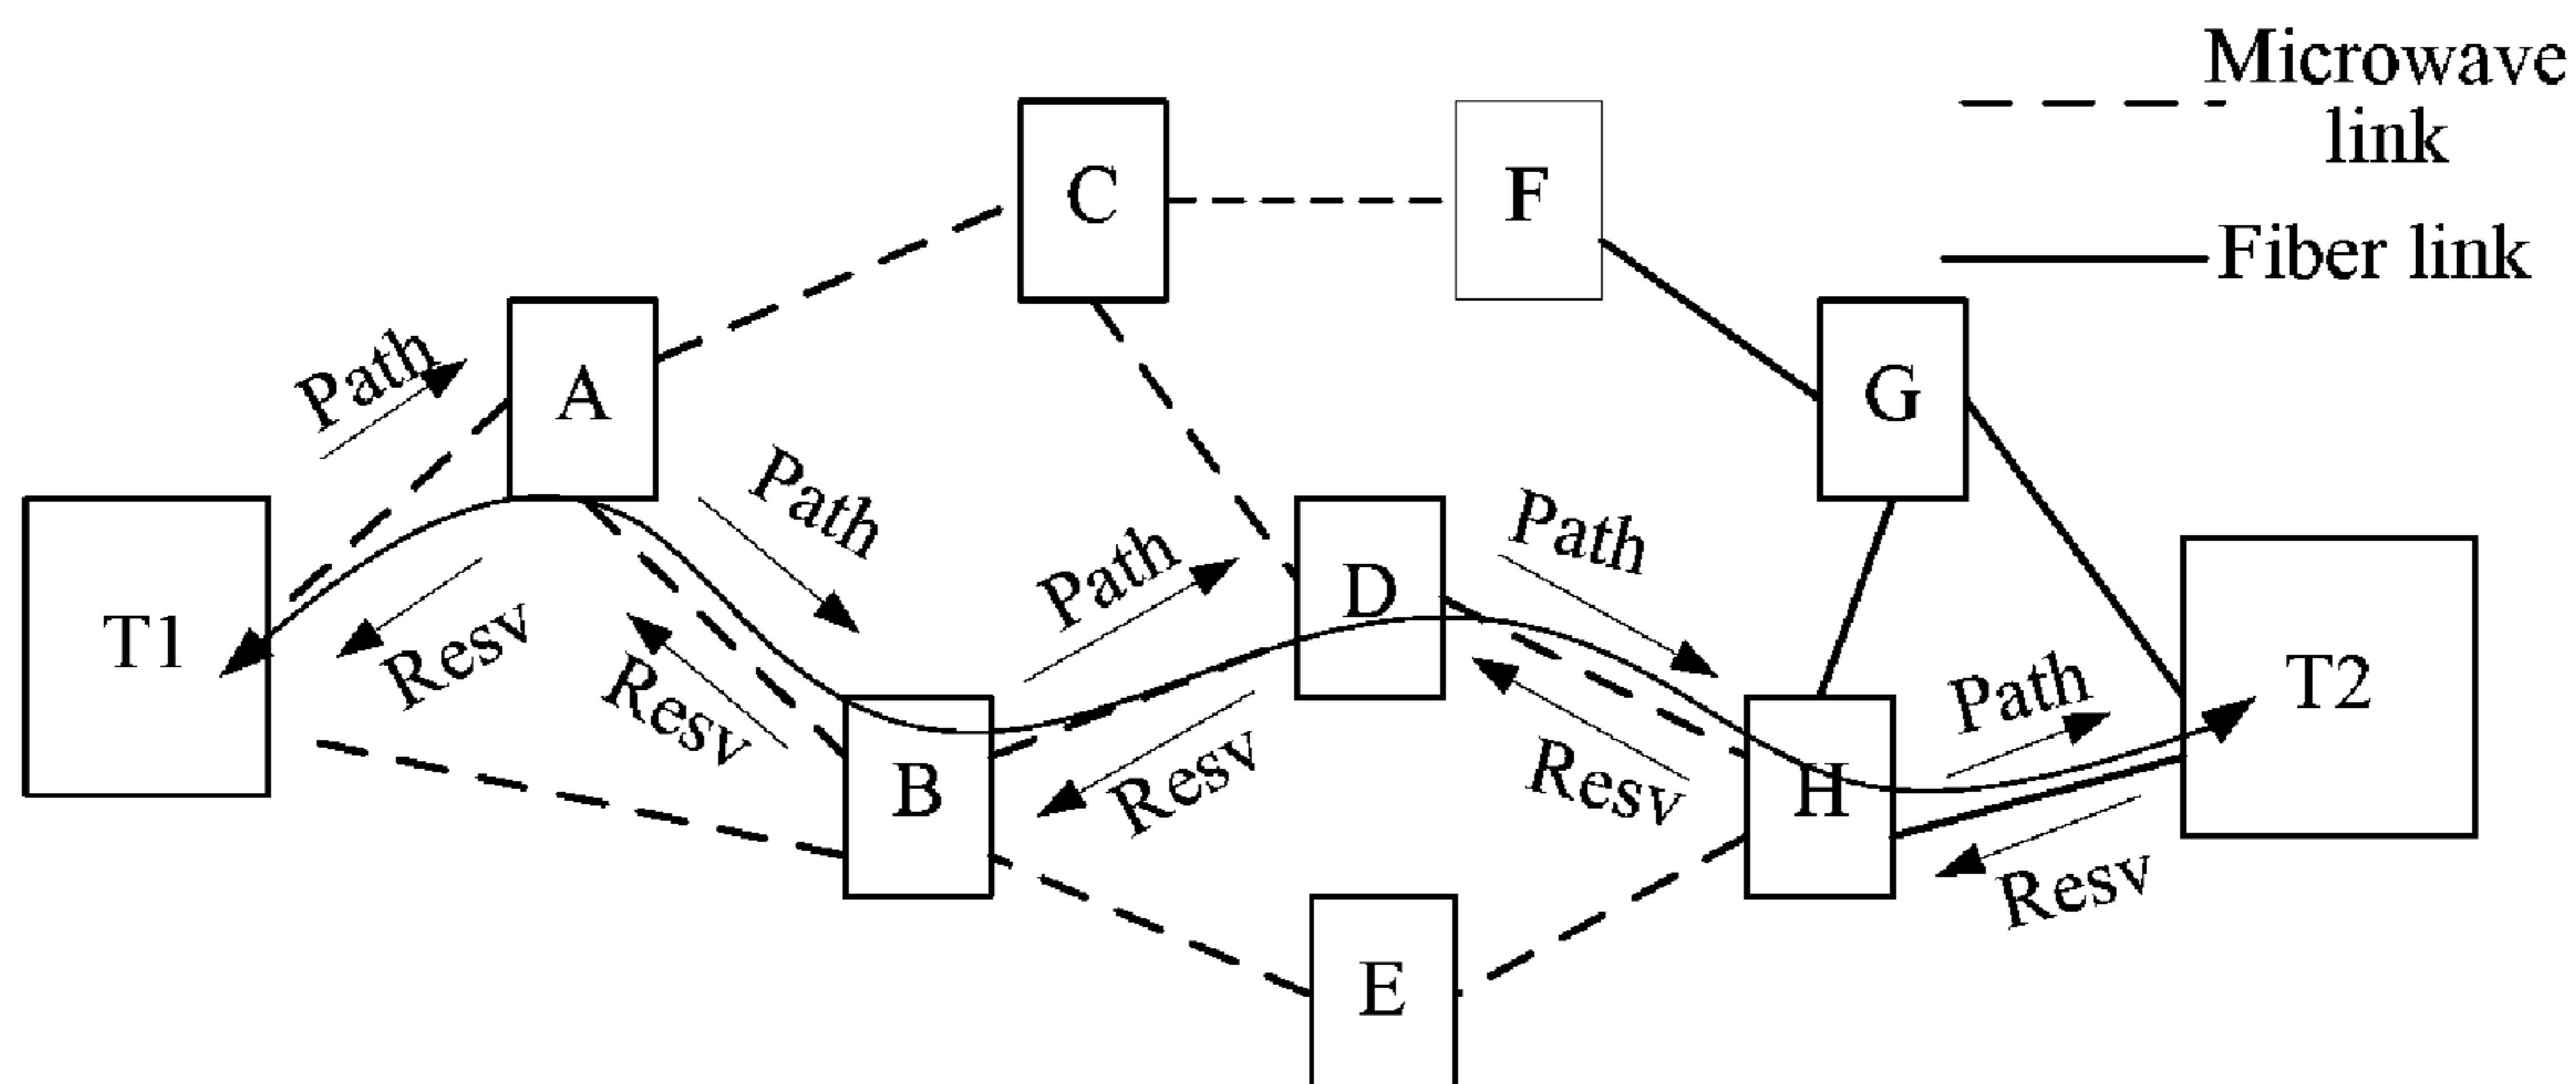 Microwave
link
Fiber link
C
F
A
G
Path
Path
Path
Path
T1
D
T2
Resv
Resv
Path
Resv
Resv
B
H
Resv
E